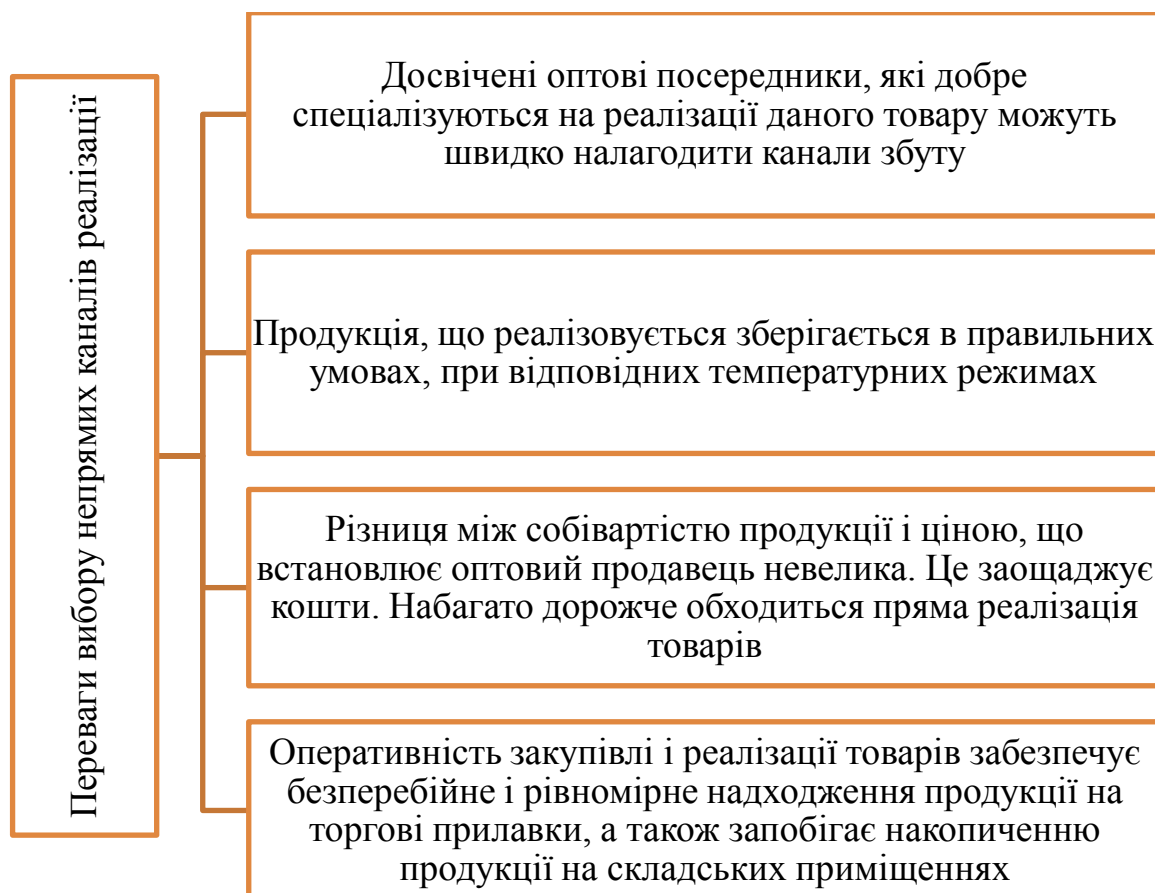 Переваги вибору непрямих каналів реалізації
Досвічені оптові посередники, які добре
спеціалізуються на реалізації даного товару можуть
швидко налагодити канали збуту
Продукція, що реалізовується зберігається в правильних
умовах, при відповідних температурних режимах
Різниця між собівартістю продукції і ціною, що
встановлює оптовий продавець невелика. Це заощаджує
кошти. Набагато дорожче обходиться пряма реалізація
товарів
Оперативність закупівлі і реалізації товарів забезпечує
безперебійне і рівномірне надходження продукції на
торгові прилавки, а також запобігає накопиченню
продукції на складських приміщеннях